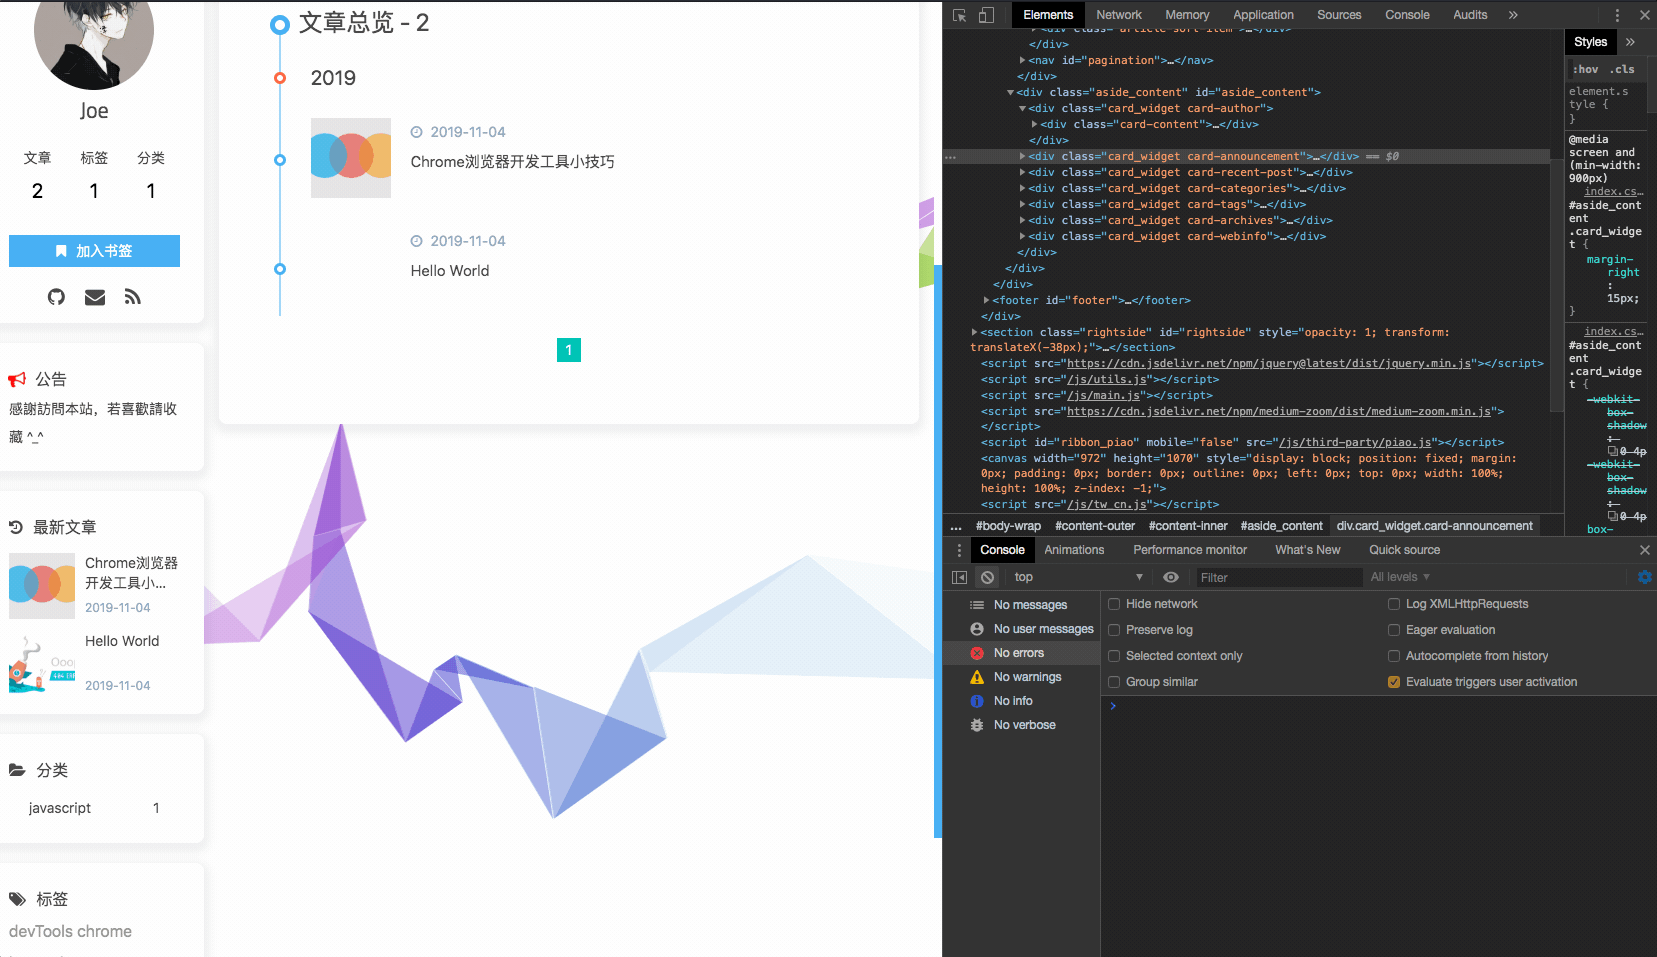 Joe
文章 标签 分类
2 1 1
加入书签
公告
感謝訪問本站，若喜歡請收
藏 ^_^
最新文章
Chrome浏览器
开发工具小...
2019-11-04
Hello World
2019-11-04
分类
javascript 1
标签
devTools chrome
文章总览 - 2
2019
2019-11-04
Chrome浏览器开发工具小技巧
2019-11-04
Hello World
1
Elements Network Memory Application Sources Console Audits »
<div class="article-sort-item">…</div>
</div>
<nav id="pagination">…</nav>
</div>
<div class="aside_content" id="aside_content">
<div class="card_widget card-author">
<div class="card-content">…</div>
</div>
<div class="card_widget card-announcement">…</div> == $0
<div class="card_widget card-recent-post">…</div>
<div class="card_widget card-categories">…</div>
<div class="card_widget card-tags">…</div>
<div class="card_widget card-archives">…</div>
<div class="card_widget card-webinfo">…</div>
</div>
</div>
</div>
<footer id="footer">…</footer>
</div>
<section class="rightside" id="rightside" style="opacity: 1; transform:
translateX(-38px);">…</section>
<script src="https://cdn.jsdelivr.net/npm/jquery@latest/dist/jquery.min.js"></script>
<script src="/js/utils.js"></script>
<script src="/js/main.js"></script>
<script src="https://cdn.jsdelivr.net/npm/medium-zoom/dist/medium-zoom.min.js">
</script>
<script id="ribbon_piao" mobile="false" src="/js/third-party/piao.js"></script>
<canvas width="972" height="1070" style="display: block; position: fixed; margin:
0px; padding: 0px; border: 0px; outline: 0px; left: 0px; top: 0px; width: 100%;
height: 100%; z-index: -1;">
<script src="/js/tw_cn.js"></script>
... #body-wrap #content-outer #content-inner #aside_content div.card_widget.card-announcement
Styles »
:hov .cls
element.s
tyle {
}
@media
screen and
(min-width:
900px)
index.cs…
#aside_cont
ent
.card_widge
t {
margin-
right
:
15px;
}
index.cs…
#aside_cont
ent
.card_widge
t {
-webkit-
box-
shadow
:
0 4p
-webkit-
box-
shadow
:
0 4p
box-
Console Animations Performance monitor What's New Quick source
top Filter All levels
No messages
No user messages
No errors
No warnings
No info
No verbose
Hide network Log XMLHttpRequests
Preserve log Eager evaluation
Selected context only Autocomplete from history
Group similar Evaluate triggers user activation
>